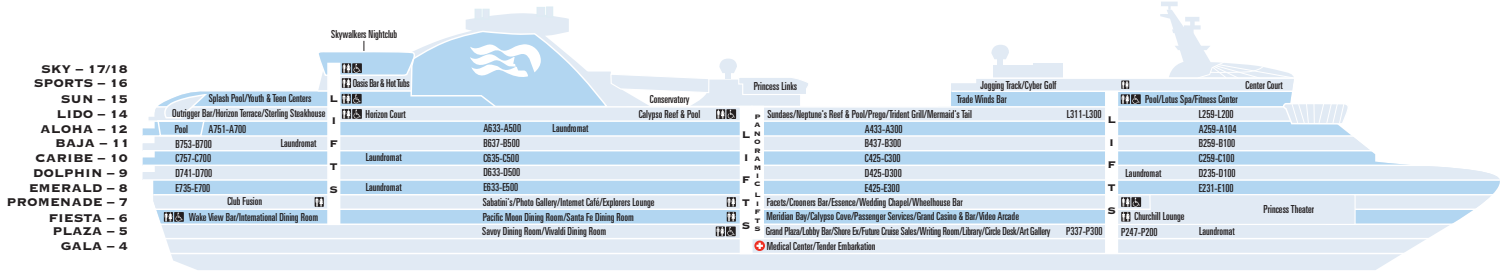 Skywalkers Nightclub
SKY – 17/18
SPORTS – 16 Oasis Bar & Hot Tubs Princess Links Jogging Track/Cyber Golf Center Court
SUN – 15 Splash Pool/Youth & Teen Centers Conservatory Trade Winds Bar Pool/Lotus Spa/Fitness Center
LIDO – 14 Outrigger Bar/Horizon Terrace/Sterling Steakhouse Horizon Court Calypso Reef & Pool Sundaes/Neptune's Reef & Pool/Prego/Trident Grill/Mermaid's Tail L311-L300 L259-L200
ALOHA – 12 Pool A751-A700 A633-A500 Laundromat A433-A300 A259-A104
BAJA – 11 B753-B700 Laundromat B637-B500 B437-B300 B259-B100
CARIBE – 10 C757-C700 Laundromat C635-C500 C425-C300 C259-C100
DOLPHIN – 9 D741-D700 D633-D500 D425-D300 Laundromat D235-D100
EMERALD – 8 E735-E700 Laundromat E633-E500 E425-E300 E231-E100
PROMENADE – 7 Club Fusion Sabatini's/Photo Gallery/Internet Café/Explorers Lounge Facets/Crooners Bar/Essence/Wedding Chapel/Wheelhouse Bar Princess Theater
FIESTA – 6 Wake View Bar/International Dining Room Pacific Moon Dining Room/Santa Fe Dining Room Meridian Bay/Calypso Cove/Passenger Services/Grand Casino & Bar/Video Arcade Churchill Lounge
PLAZA – 5 Savoy Dining Room/Vivaldi Dining Room Grand Plaza/Lobby Bar/Shore Ex/Future Cruise Sales/Writing Room/Library/Circle Desk/Art Gallery P337-P300 P247-P200 Laundromat
GALA – 4 Medical Center/Tender Embarkation
LIFTS
LIFTS
PANORAMIC LIFTS
LIFTS